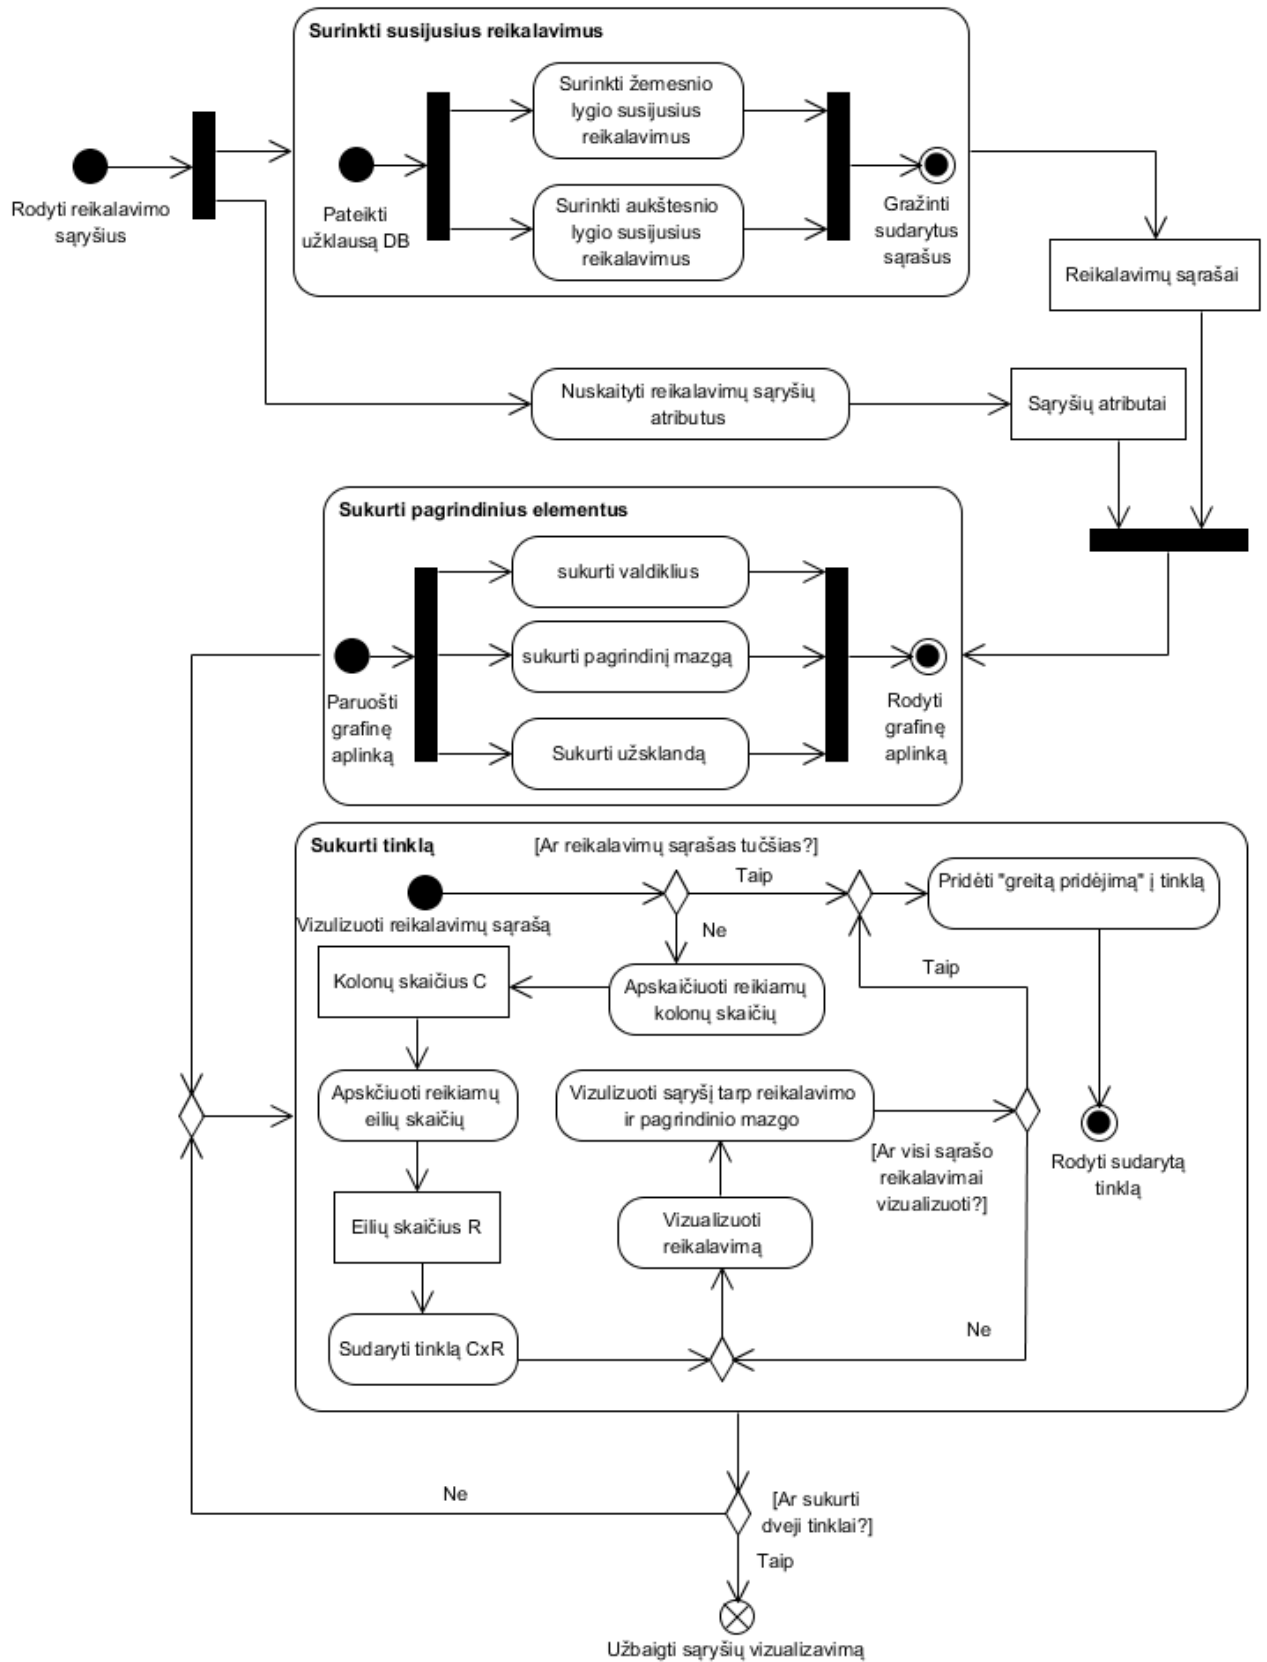 Surinkti susijusius reikalavimus
Surinkti žemesnio
lygio susijusius
reikalavimus
Rodyti reikalavimo
sąryšius
Pateikti
užklausą DB
Surinkti aukštesnio
lygio susijusius
reikalavimus
Gražinti
sudarytus
sąrašus
Reikalavimų sąrašai
Nuskaityti reikalavimų sąryšių
atributus
Sąryšių atributai
Sukurti pagrindinius elementus
sukurti valdiklius
sukurti pagrindinį mazgą
Paruošti
grafinę
aplinką
Sukurti užsklandą
Rodyti
grafinę
aplinką
Sukurti tinklą
[Ar reikalavimų sąrašas tučšias?]
Taip
Pridėti "greitą pridėjimą" į tinklą
Vizulizuoti reikalavimų sąrašą
Ne
Kolonų skaičius C
Apskaičiuoti reikiamų
kolonų skaičių
Taip
Apskčiuoti reikiamų
eilių skaičių
Vizulizuoti sąryšį tarp reikalavimo
ir pagrindinio mazgo
[Ar visi sąrašo
reikalavimai
vizualizuoti?]
Rodyti sudarytą
tinklą
Eilių skaičius R
Vizualizuoti
reikalavimą
Sudaryti tinklą CxR
Ne
Ne
[Ar sukurti
dveji tinklai?]
Taip
Užbaigti sąryšių vizualizavimą